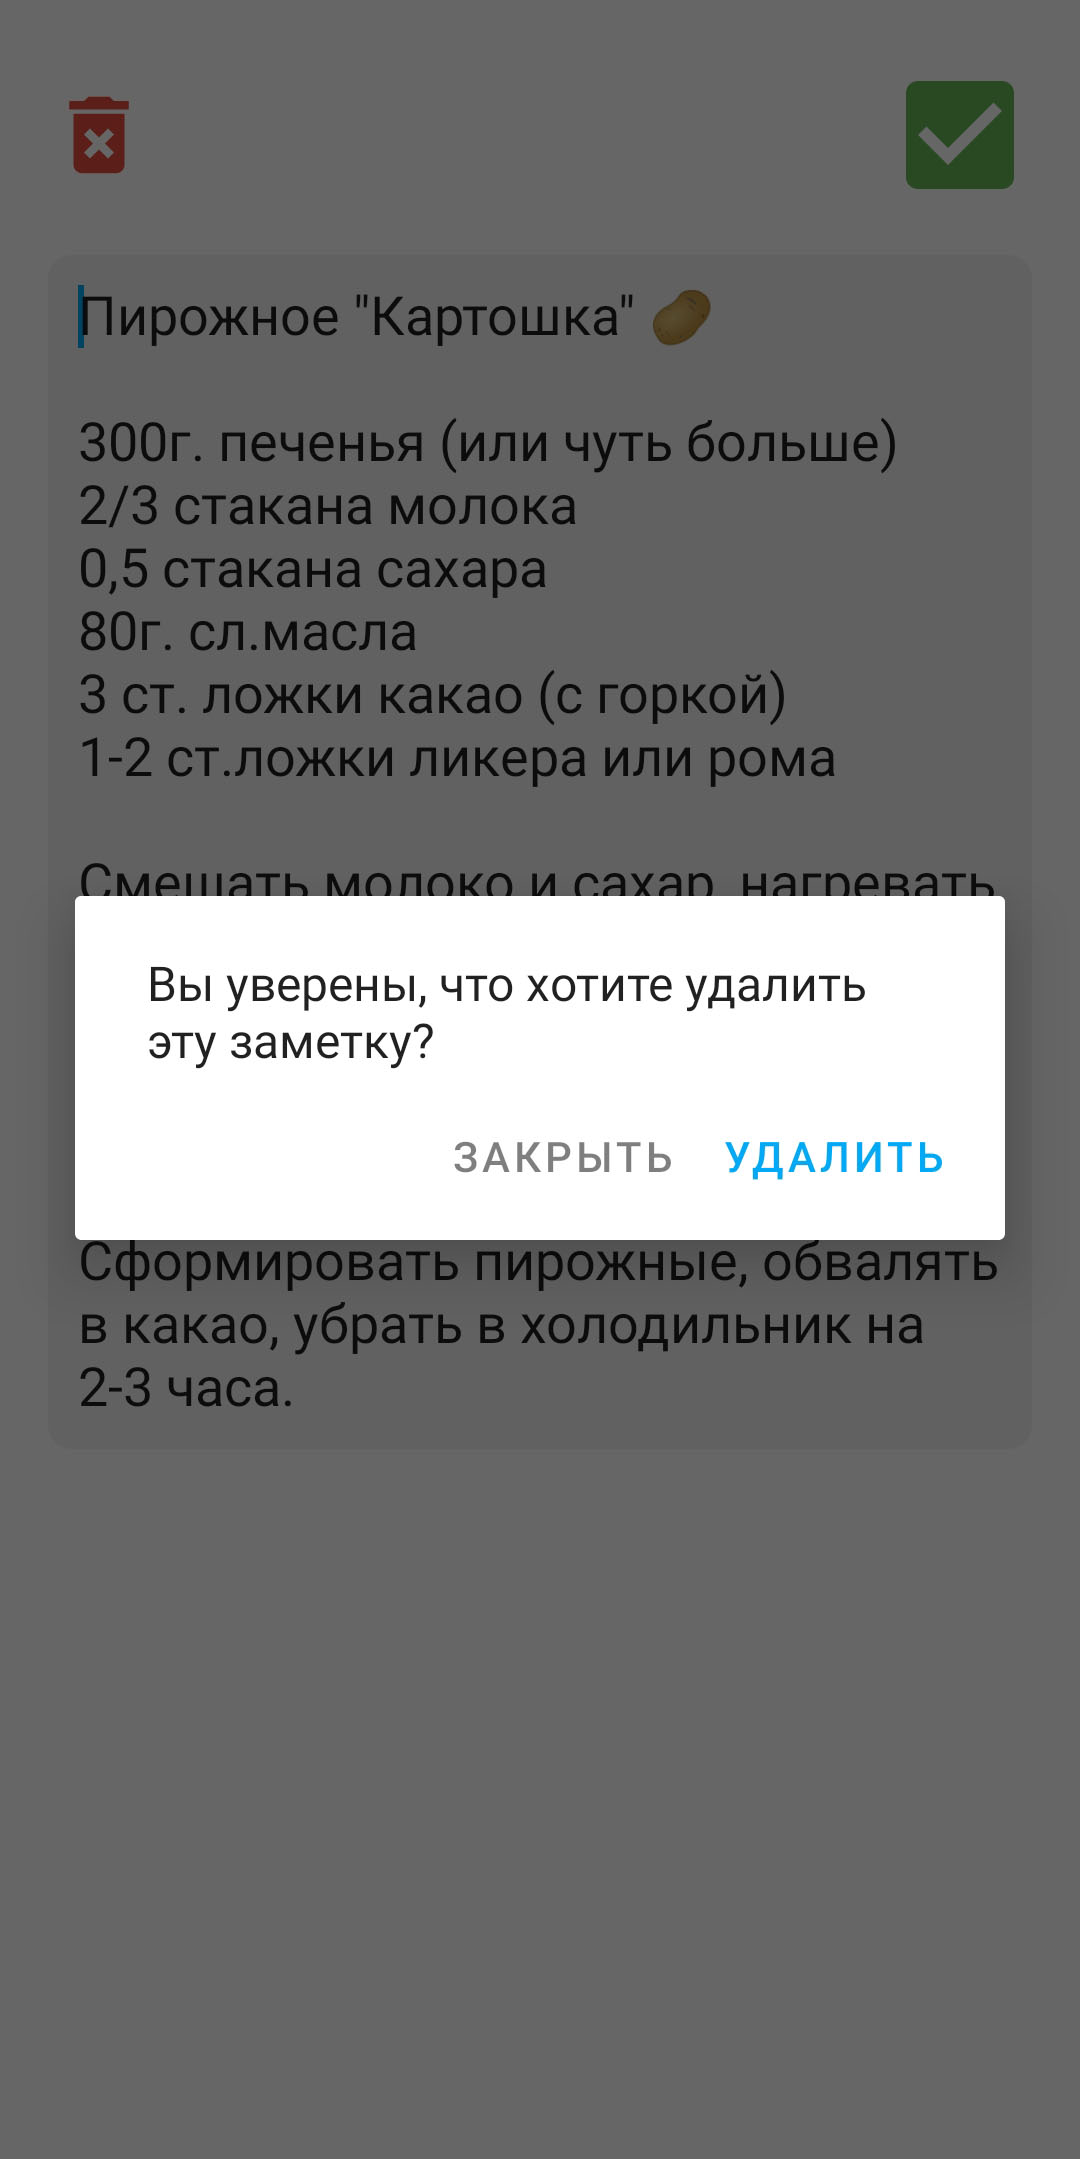 Пирожное "Картошка" 🥔
300г. печенья (или чуть больше)
2/3 стакана молока
0,5 стакана сахара
80г. сл.масла
3 ст. ложки какао (с горкой)
1-2 ст.ложки ликера или рома
Смешать молоко и сахар, нагревать
Вы уверены, что хотите удалить
эту заметку?
ЗАКРЫТЬ УДАЛИТЬ
Сформировать пирожные, обвалять
в какао, убрать в холодильник на
2-3 часа.